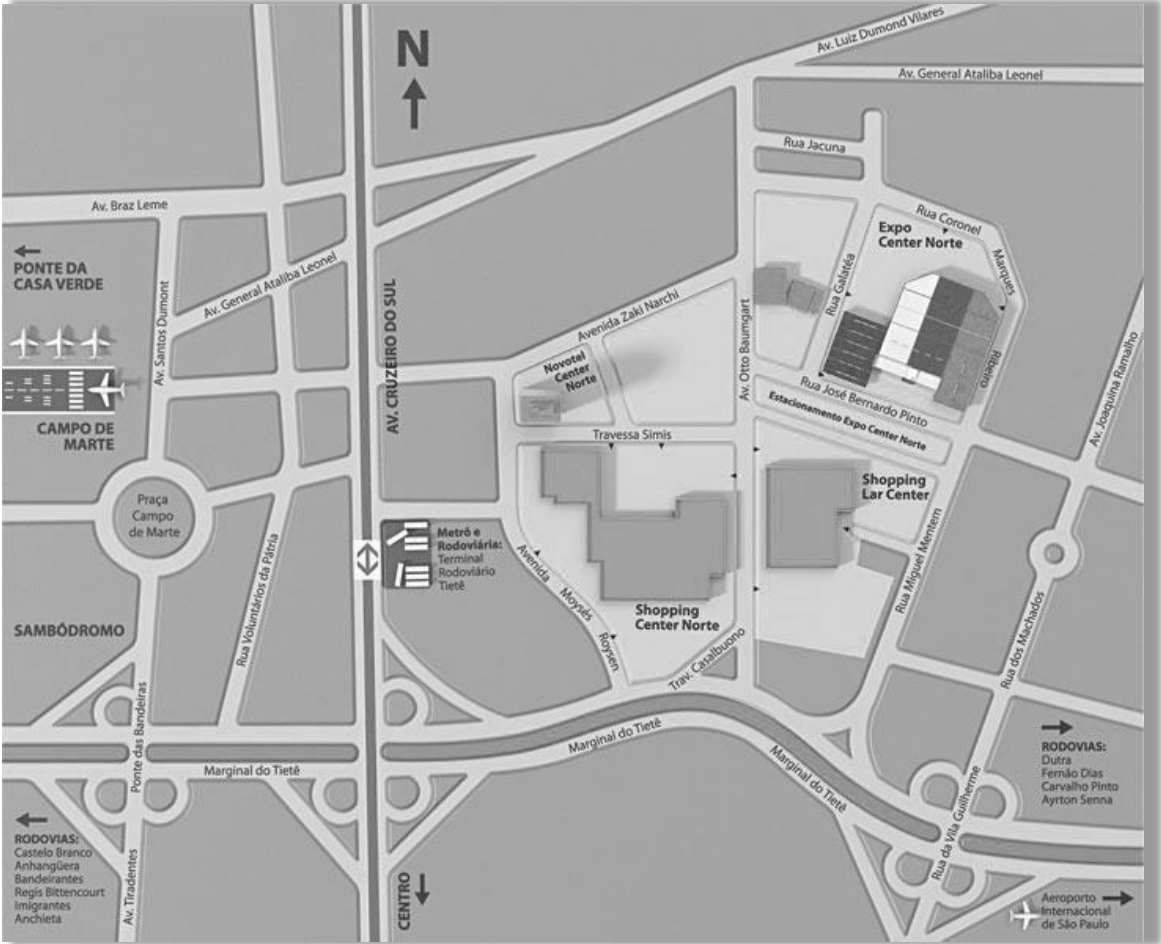 N
Av. Luiz Dumond Vilares
Av. General Ataliba Leonel
Rua Jacuna
Av. Braz Leme
Rua Coronel
Marques
Ribeiro
Expo
Center Norte
PONTE DA
CASA VERDE
Av. General Ataliba Leonel
Av. Santos Dumont
AV. CRUZEIRO DO SUL
Avenida Zaki Narchi
Rua Galatéa
Av. Otto Baumgart
Novotel
Center
Norte
Rua José Bernardo Pinto
Estacionamento Expo Center Norte
Av. Joaquina Ramalho
CAMPO DE
MARTE
Travessa Simis
Shopping
Lar Center
Praça
Campo
de Marte
Metrô e
Rodoviária:
Terminal
Rodoviário
Tietê
Rua Voluntários da Pátria
Avenida
Moysés
Roysen
Rua Miguel Mentem
SAMBÓDROMO
Shopping
Center Norte
Trav. Casalbuono
Rua dos Machados
Ponte das Bandeiras
Marginal do Tietê
Marginal do Tietê
Marginal do Tietê
RODOVIAS:
Dutra
Fernão Dias
Carvalho Pinto
Ayrton Senna
Rua da Vila Guilherme
RODOVIAS:
Castelo Branco
Anhangüera
Bandeirantes
Regis Bittencourt
Imigrantes
Anchieta
Av. Tiradentes
CENTRO
Aeroporto
Internacional
de São Paulo